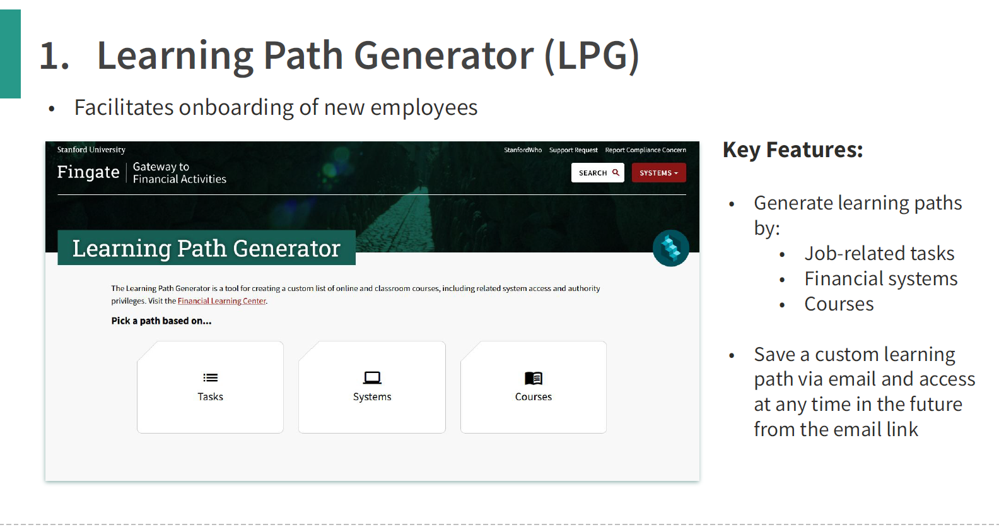 1. Learning Path Generator (LPG)
• Facilitates onboarding of new employees
Stanford University
StanfordWho Support Request Report Compliance Concern
Fingate
Gateway to
Financial Activities
SEARCH
SYSTEMS
Learning Path Generator
The Learning Path Generator is a tool for creating a custom list of online and classroom courses, including related system access and authority
privileges. Visit the Financial Learning Center.
Pick a path based on...
Tasks
Systems
Courses
Key Features:
• Generate learning paths
by:
• Job-related tasks
• Financial systems
• Courses
• Save a custom learning
path via email and access
at any time in the future
from the email link